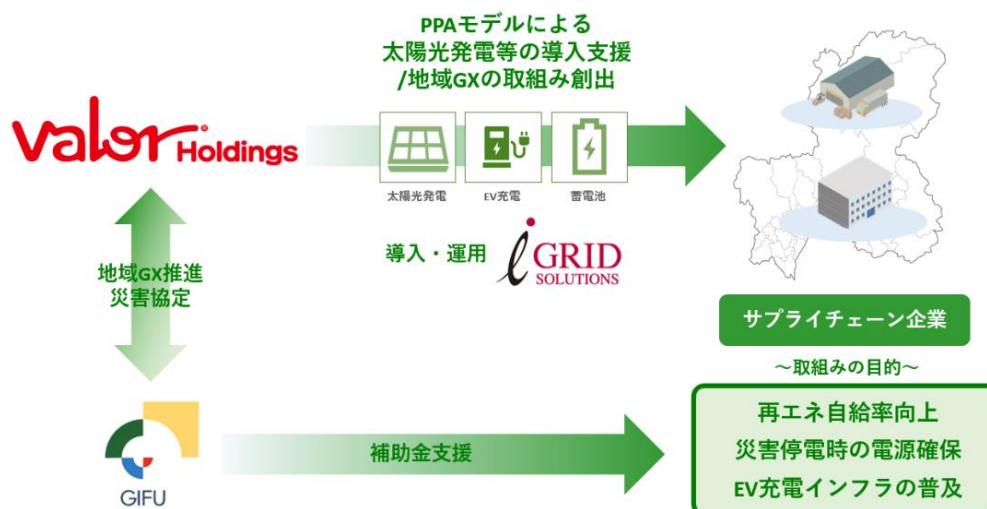 PPAモデルによる
太陽光発電等の導入支援
/地域GXの取組み創出
valor® Holdings
太陽光発電
EV充電
蓄電池
導入・運用
i GRID
SOLUTIONS
地域GX推進
災害協定
サプライチェーン企業
～取組みの目的～
再エネ自給率向上
災害停電時の電源確保
EV充電インフラの普及
補助金支援
GIFU